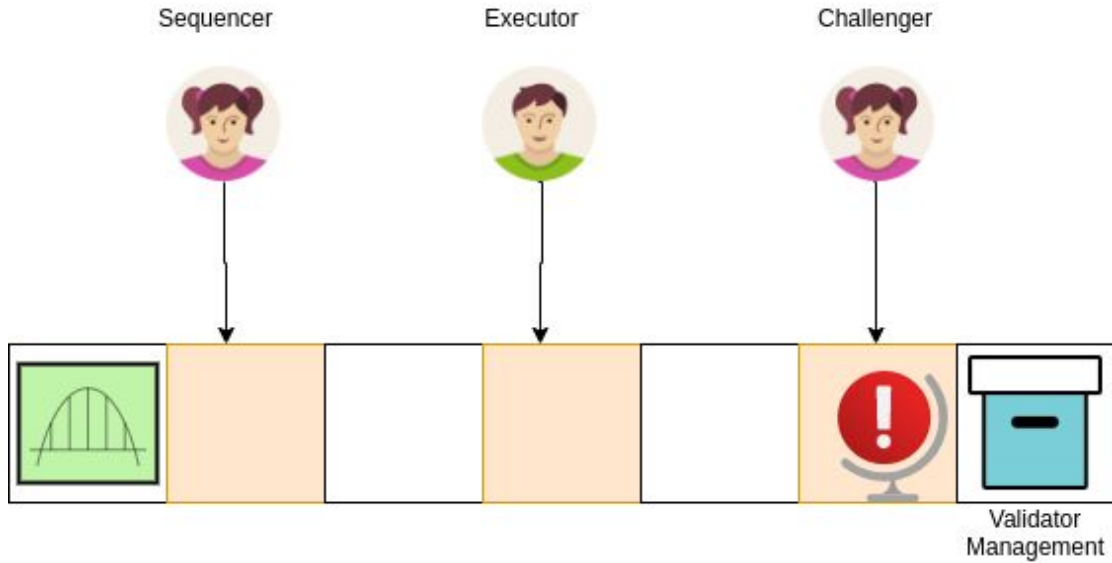 Sequencer
Executor
Challenger
Validator
Management